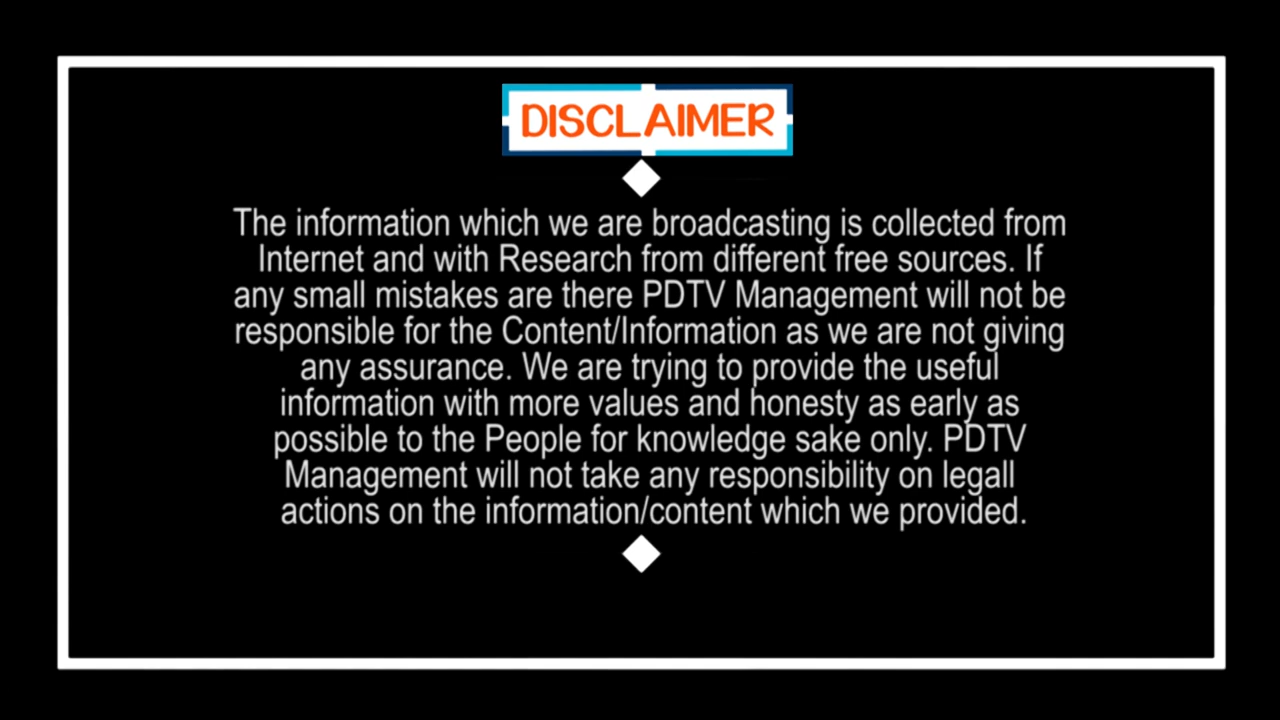 DISCLAIMER
The information which we are broadcasting is collected from
Internet and with Research from different free sources. If
any small mistakes are there PDTV Management will not be
responsible for the Content/Information as we are not giving
any assurance. We are trying to provide the useful
information with more values and honesty as early as
possible to the People for knowledge sake only. PDTV
Management will not take any responsibility on legall
actions on the information/content which we provided.